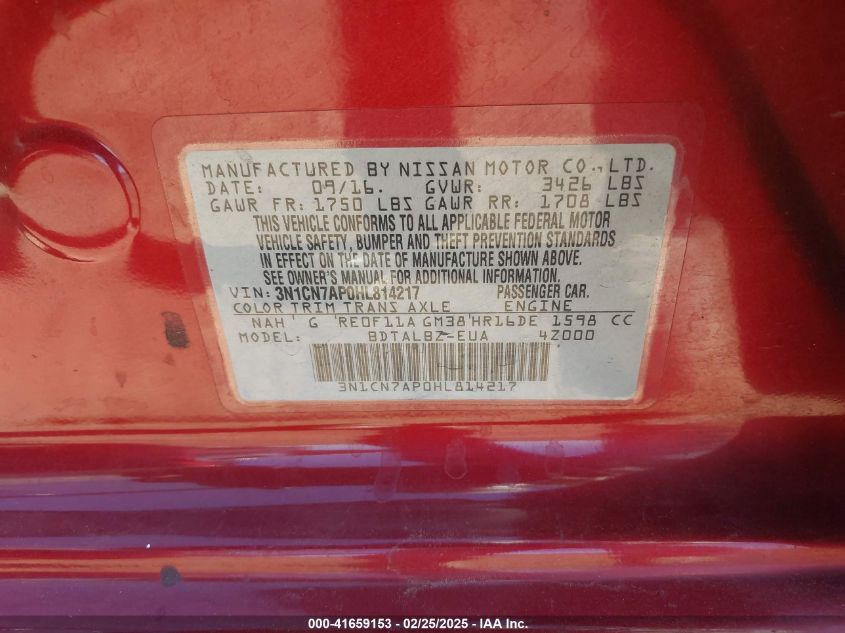 MANUFACTURED BY NISSAN MOTOR CO., LTD.
DATE: 09/16. GVWR: 3426 LBS
GAWR FR: 1750 LBS GAWR RR: 1708 LBS
THIS VEHICLE CONFORMS TO ALL APPLICABLE FEDERAL MOTOR
VEHICLE SAFETY, BUMPER AND THEFT PREVENTION STANDARDS
IN EFFECT ON THE DATE OF MANUFACTURE SHOWN ABOVE.
SEE OWNER'S MANUAL FOR ADDITIONAL INFORMATION.
VIN: 3N1CN7AP0HL814217 PASSENGER CAR.
COLOR TRIM TRANS AXLE ENGINE
NAH G RE0F11A GM38 HR16DE 1598 CC
MODEL: BDTALBZ-EUA 4Z000
3N1CN7AP0HL814217
000-41659153 - 02/25/2025 - IAA Inc.